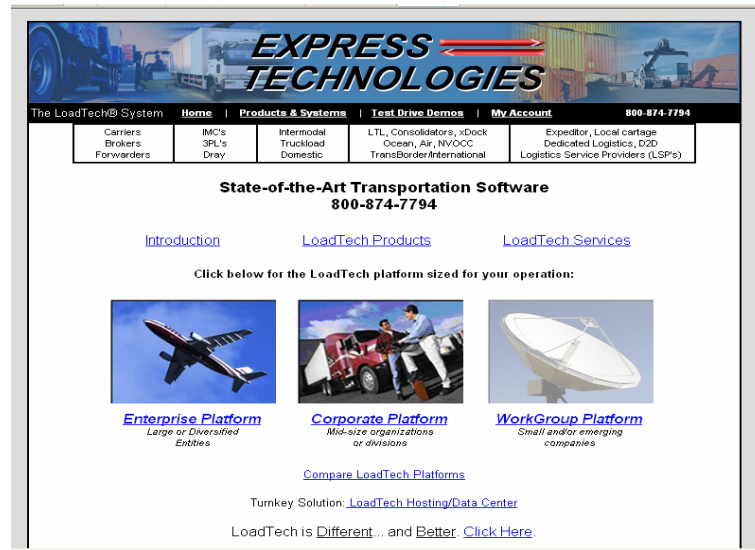 EXPRESS
TECHNOLOGIES
The LoadTech® System Home | Products & Systems | Test Drive Demos | My Account 800-874-7794
Carriers IMC's Intermodal LTL, Consolidators, xDock Expeditor, Local cartage
Brokers 3PL's Truckload Ocean, Air, NVOCC Dedicated Logistics, D2D
Forwarders Dray Domestic TransBorder/International Logistics Service Providers (LSP's)
State-of-the-Art Transportation Software
800-874-7794
Introduction LoadTech Products LoadTech Services
Click below for the LoadTech platform sized for your operation:
Enterprise Platform Corporate Platform WorkGroup Platform
Large or Diversified Mid-size organizations Small and/or emerging
Entities or divisions companies
Compare LoadTech Platforms
Turnkey Solution: LoadTech Hosting/Data Center
LoadTech is Different... and Better. Click Here.